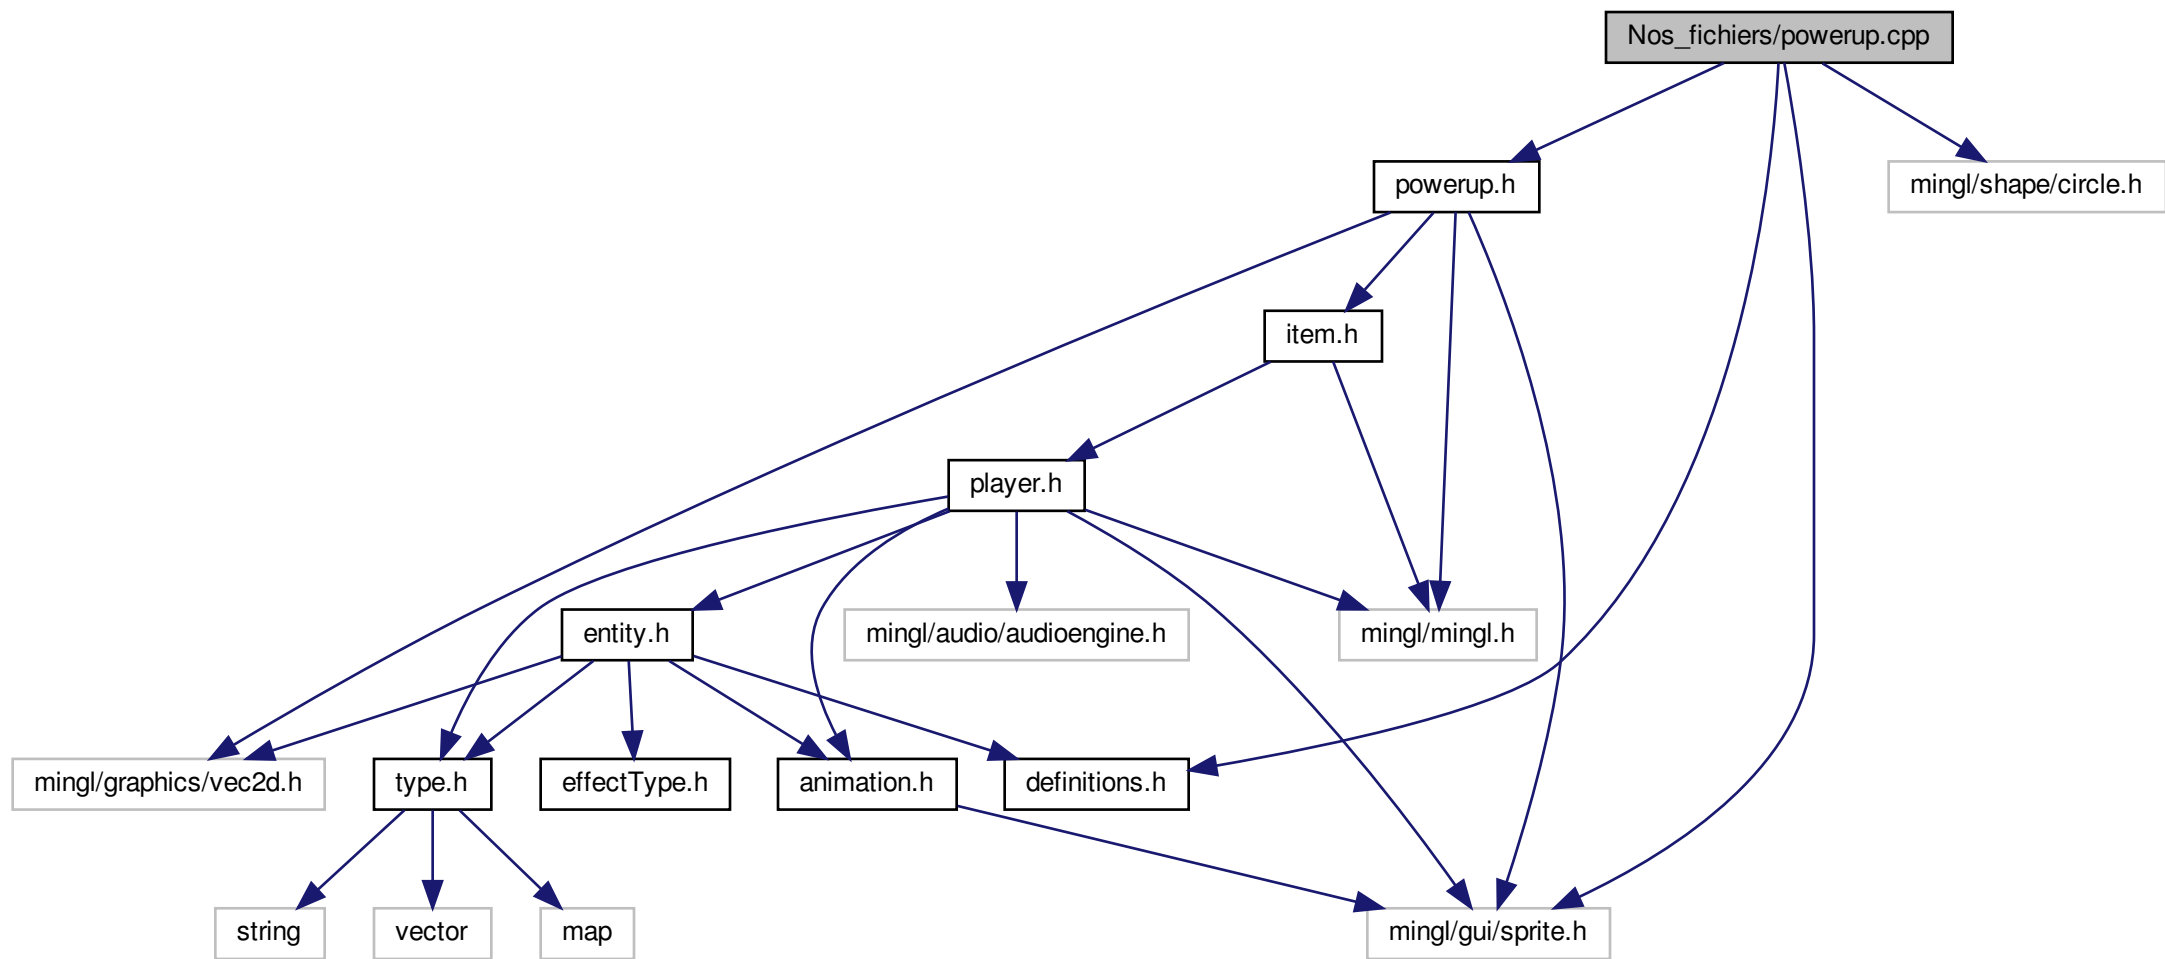 Nos_fichiers/powerup.cpp
powerup.h
mingl/shape/circle.h
item.h
player.h
entity.h
mingl/audio/audioengine.h
mingl/mingl.h
mingl/graphics/vec2d.h
type.h
effectType.h
animation.h
definitions.h
string
vector
map
mingl/gui/sprite.h